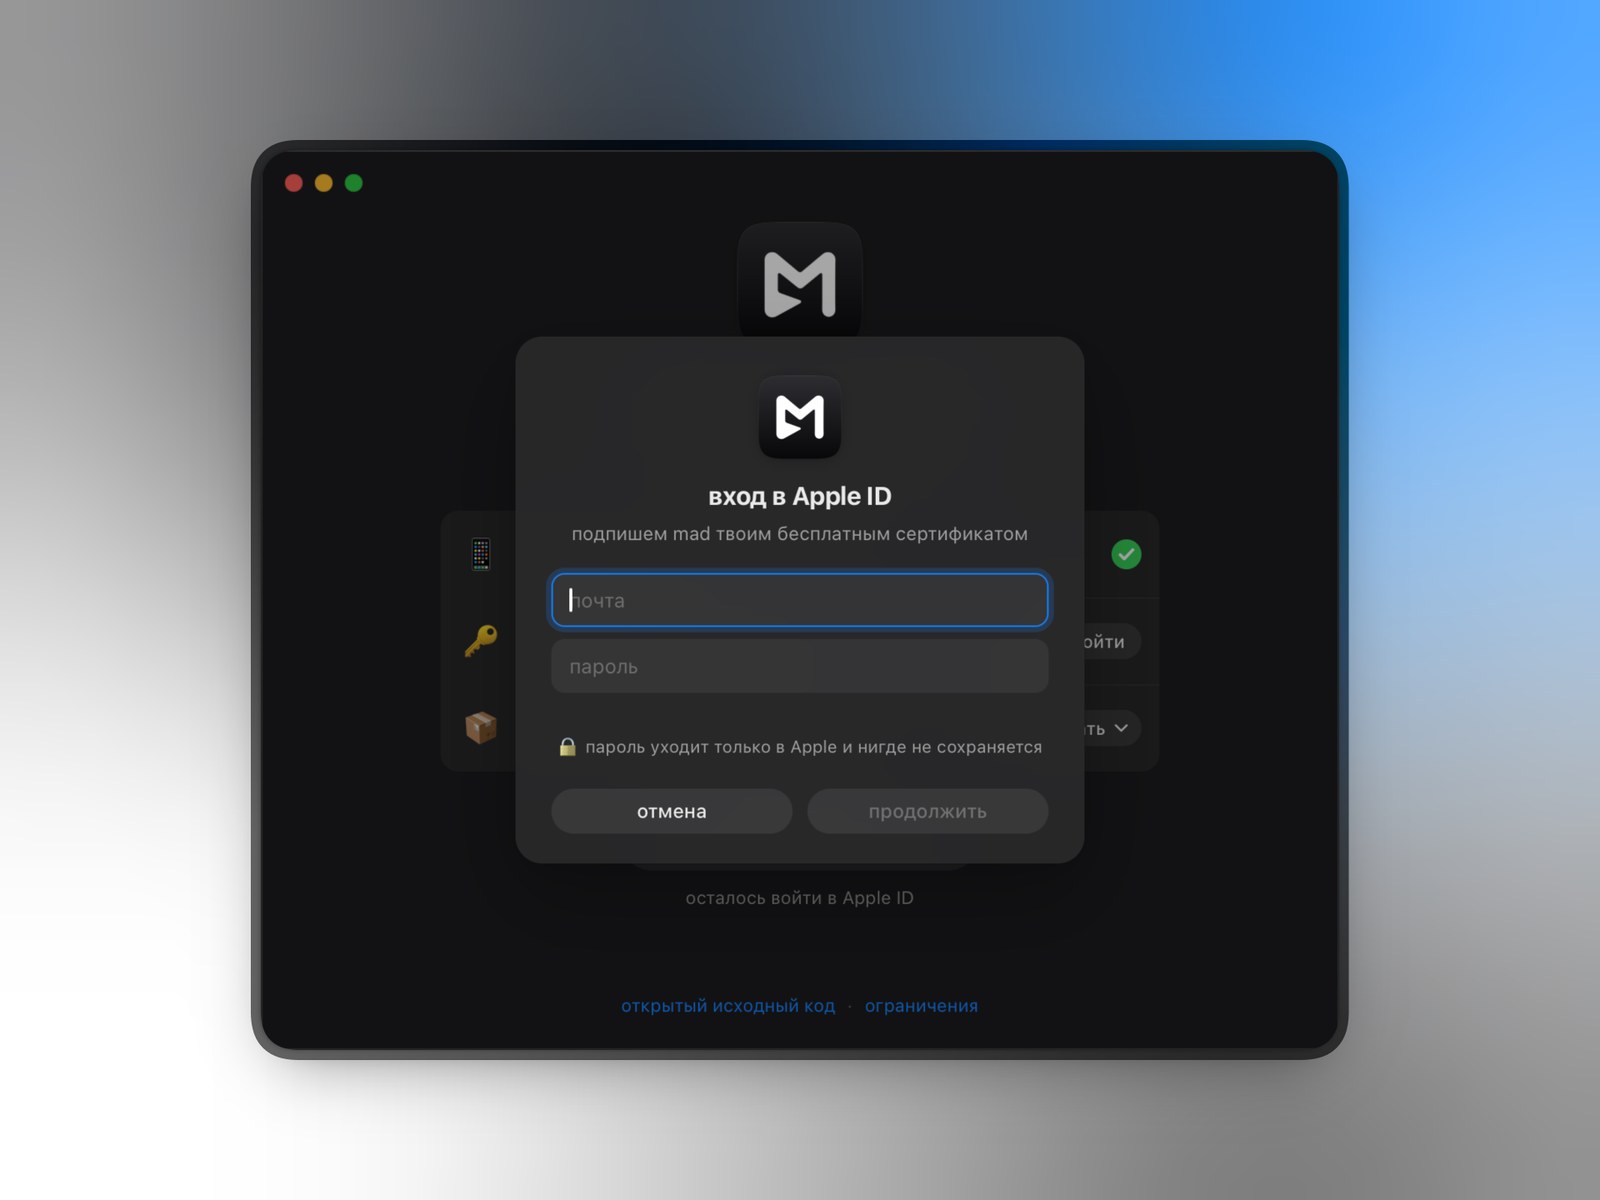 вход в Apple ID
подпишем mad твоим бесплатным сертификатом
почта
пароль
ойти
ть
пароль уходит только в Apple и нигде не сохраняется
отмена
продолжить
осталось войти в Apple ID
открытый исходный код · ограничения